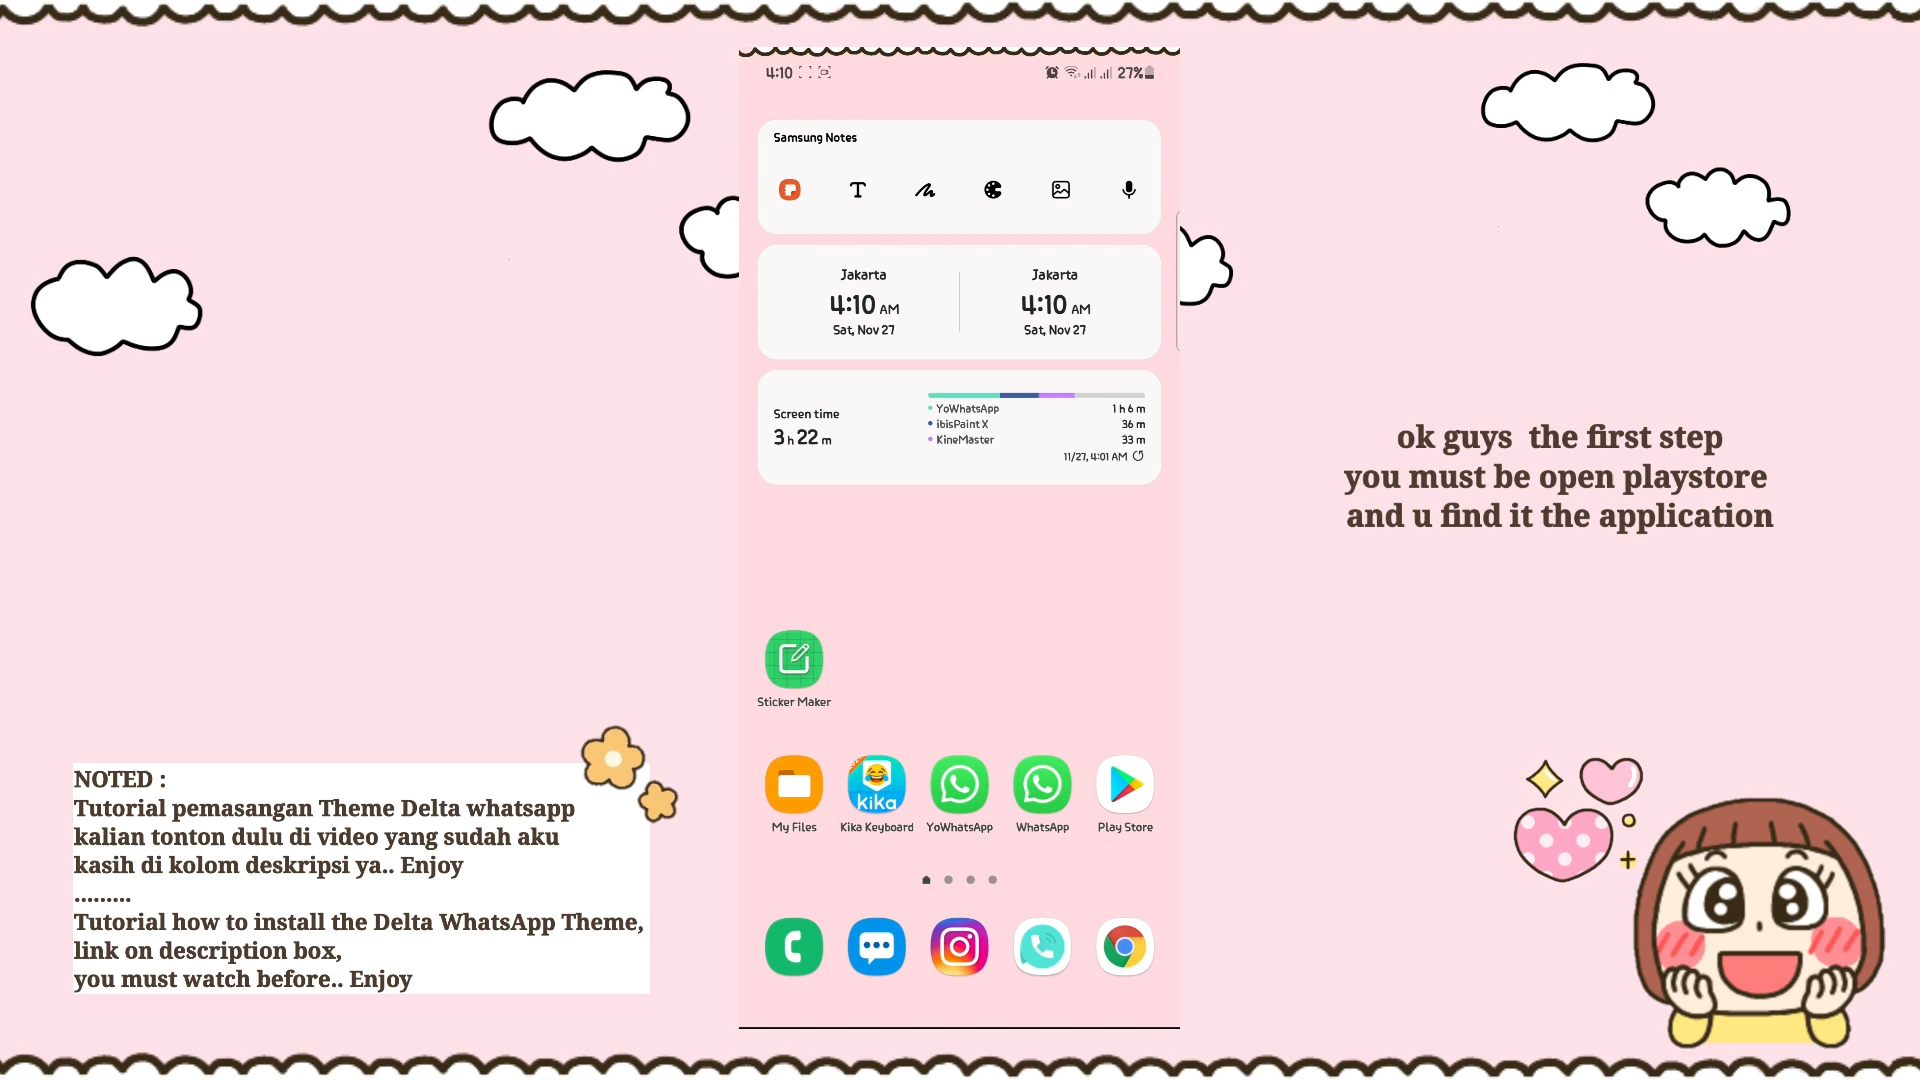 4:10
27%
Samsung Notes
Jakarta
4:10 AM
Sat, Nov 27
Jakarta
4:10 AM
Sat, Nov 27
Screen time
3 h 22 m
YoWhatsApp 1 h 6 m
ibisPaint X 36 m
KineMaster 33 m
11/27, 4:01 AM
ok guys  the first step
you must be open playstore
and u find it the application
Sticker Maker
kika
My Files
Kika Keyboard
YoWhatsApp
WhatsApp
Play Store
NOTED :
Tutorial pemasangan Theme Delta whatsapp
kalian tonton dulu di video yang sudah aku
kasih di kolom deskripsi ya.. Enjoy
.........
Tutorial how to install the Delta WhatsApp Theme,
link on description box,
you must watch before.. Enjoy